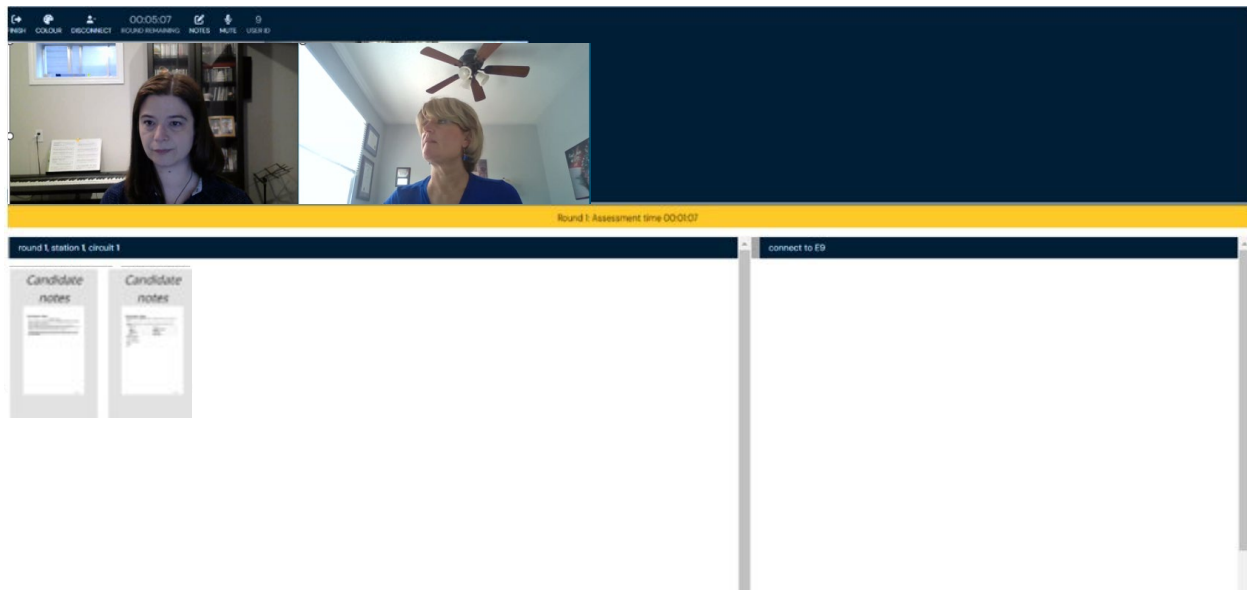 00:05:07
9
FINISH COLOUR DISCONNECT ROUND REMAINING NOTES MUTE USER ID
Round 1: Assessment time 00:01:07
round 1, station 1, circuit 1
connect to E9
Candidate
notes
Candidate
notes